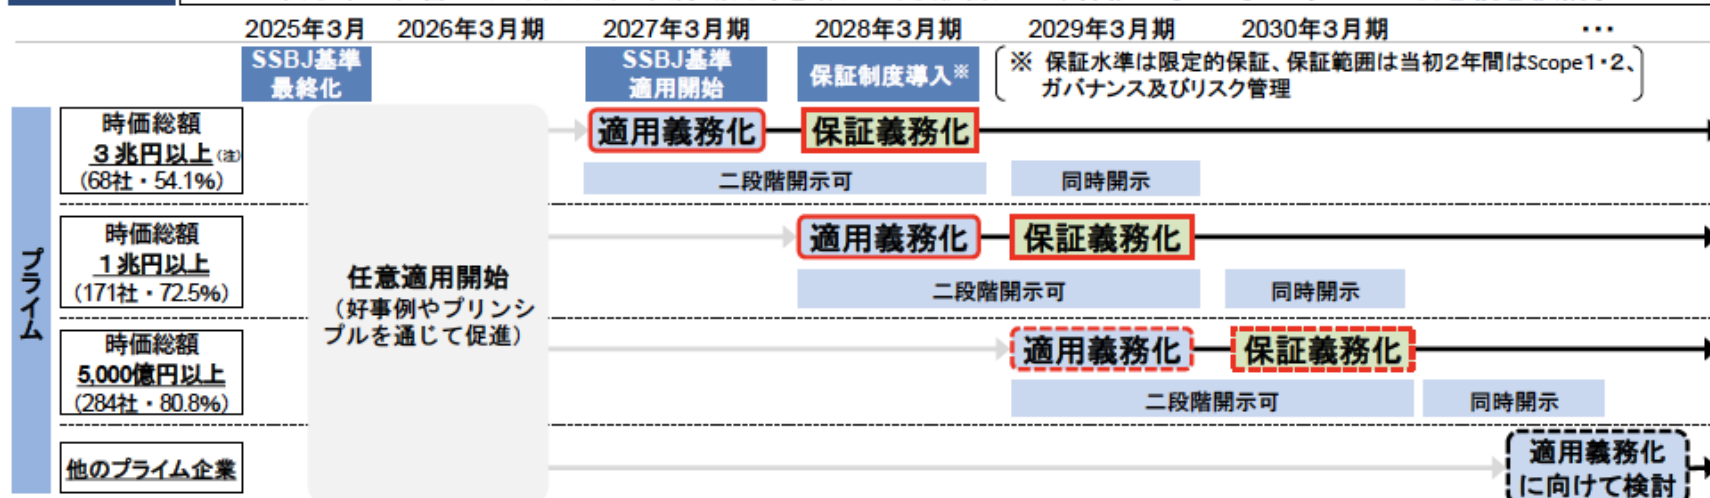 2025年3月
2026年3月期
2027年3月期
2028年3月期
2029年3月期
2030年3月期
…
SSBJ基準
最終化
SSBJ基準
適用開始
保証制度導入※
※ 保証水準は限定的保証、保証範囲は当初2年間はScope1・2、
ガバナンス及びリスク管理
プライム
時価総額
3兆円以上(注)
(68社・54.1%)
適用義務化
保証義務化
二段階開示可
同時開示
時価総額
1兆円以上
(171社・72.5%)
適用義務化
保証義務化
二段階開示可
同時開示
任意適用開始
(好事例やプリンシ
プルを通じて促進)
時価総額
5,000億円以上
(284社・80.8%)
適用義務化
保証義務化
二段階開示可
同時開示
他のプライム企業
適用義務化
に向けて検討